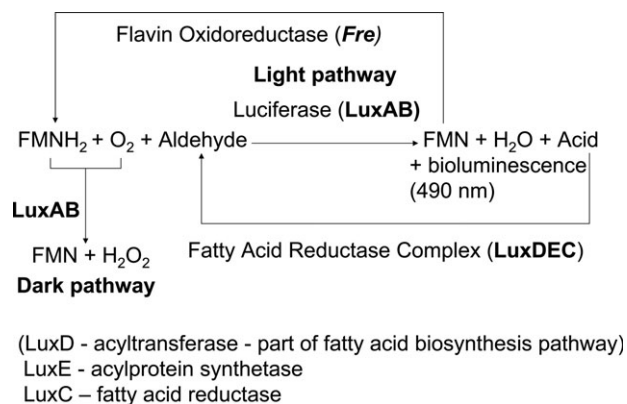 Flavin Oxidoreductase (Fre)
Light pathway
Luciferase (LuxAB)
FMNH₂ + O₂ + Aldehyde
FMN + H₂O + Acid
+ bioluminescence
(490 nm)
LuxAB
FMN + H₂O₂
Dark pathway
Fatty Acid Reductase Complex (LuxDEC)
(LuxD - acyltransferase - part of fatty acid biosynthesis pathway)
LuxE - acylprotein synthetase
LuxC – fatty acid reductase